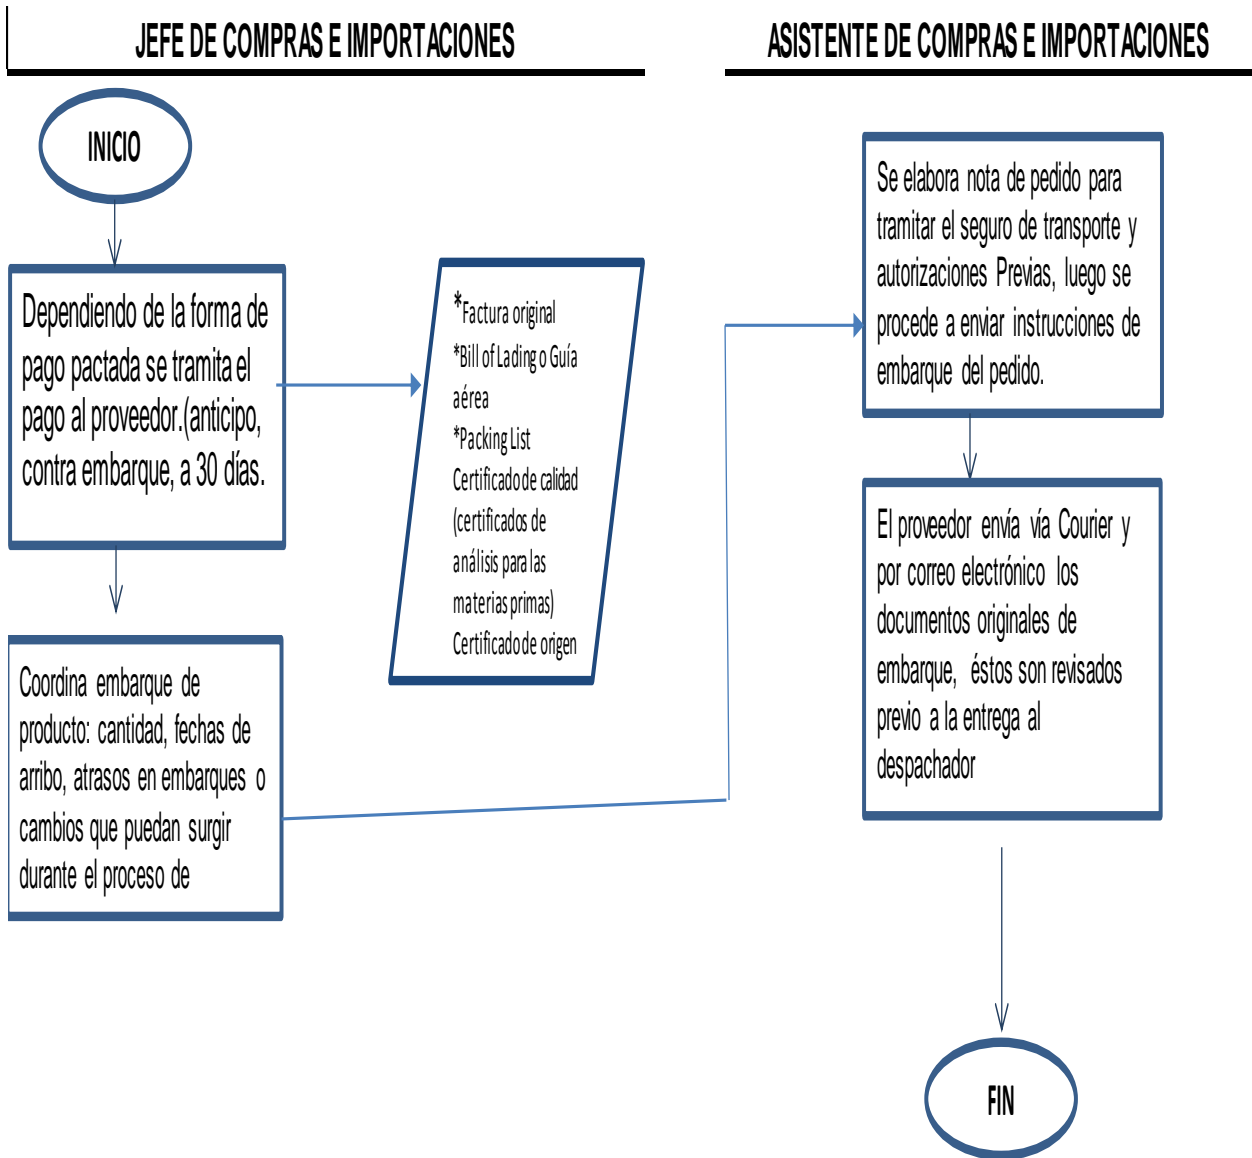 JEFE DE COMPRAS E IMPORTACIONES
ASISTENTE DE COMPRAS E IMPORTACIONES
INICIO
Dependiendo de la forma de
pago pactada se tramita el
pago al proveedor.(anticipo,
contra embarque, a 30 días.
*Factura original
*Bill of Lading o Guía
aérea
*Packing List
Certificado de calidad
(certificados de
análisis para las
materias primas)
Certificado de origen
Coordina embarque de
producto: cantidad, fechas de
arribo, atrasos en embarques o
cambios que puedan surgir
durante el proceso de
Se elabora nota de pedido para
tramitar el seguro de transporte y
autorizaciones Previas, luego se
procede a enviar instrucciones de
embarque del pedido.
El proveedor envía vía Courier y
por correo electrónico los
documentos originales de
embarque, éstos son revisados
previo a la entrega al
despachador
FIN